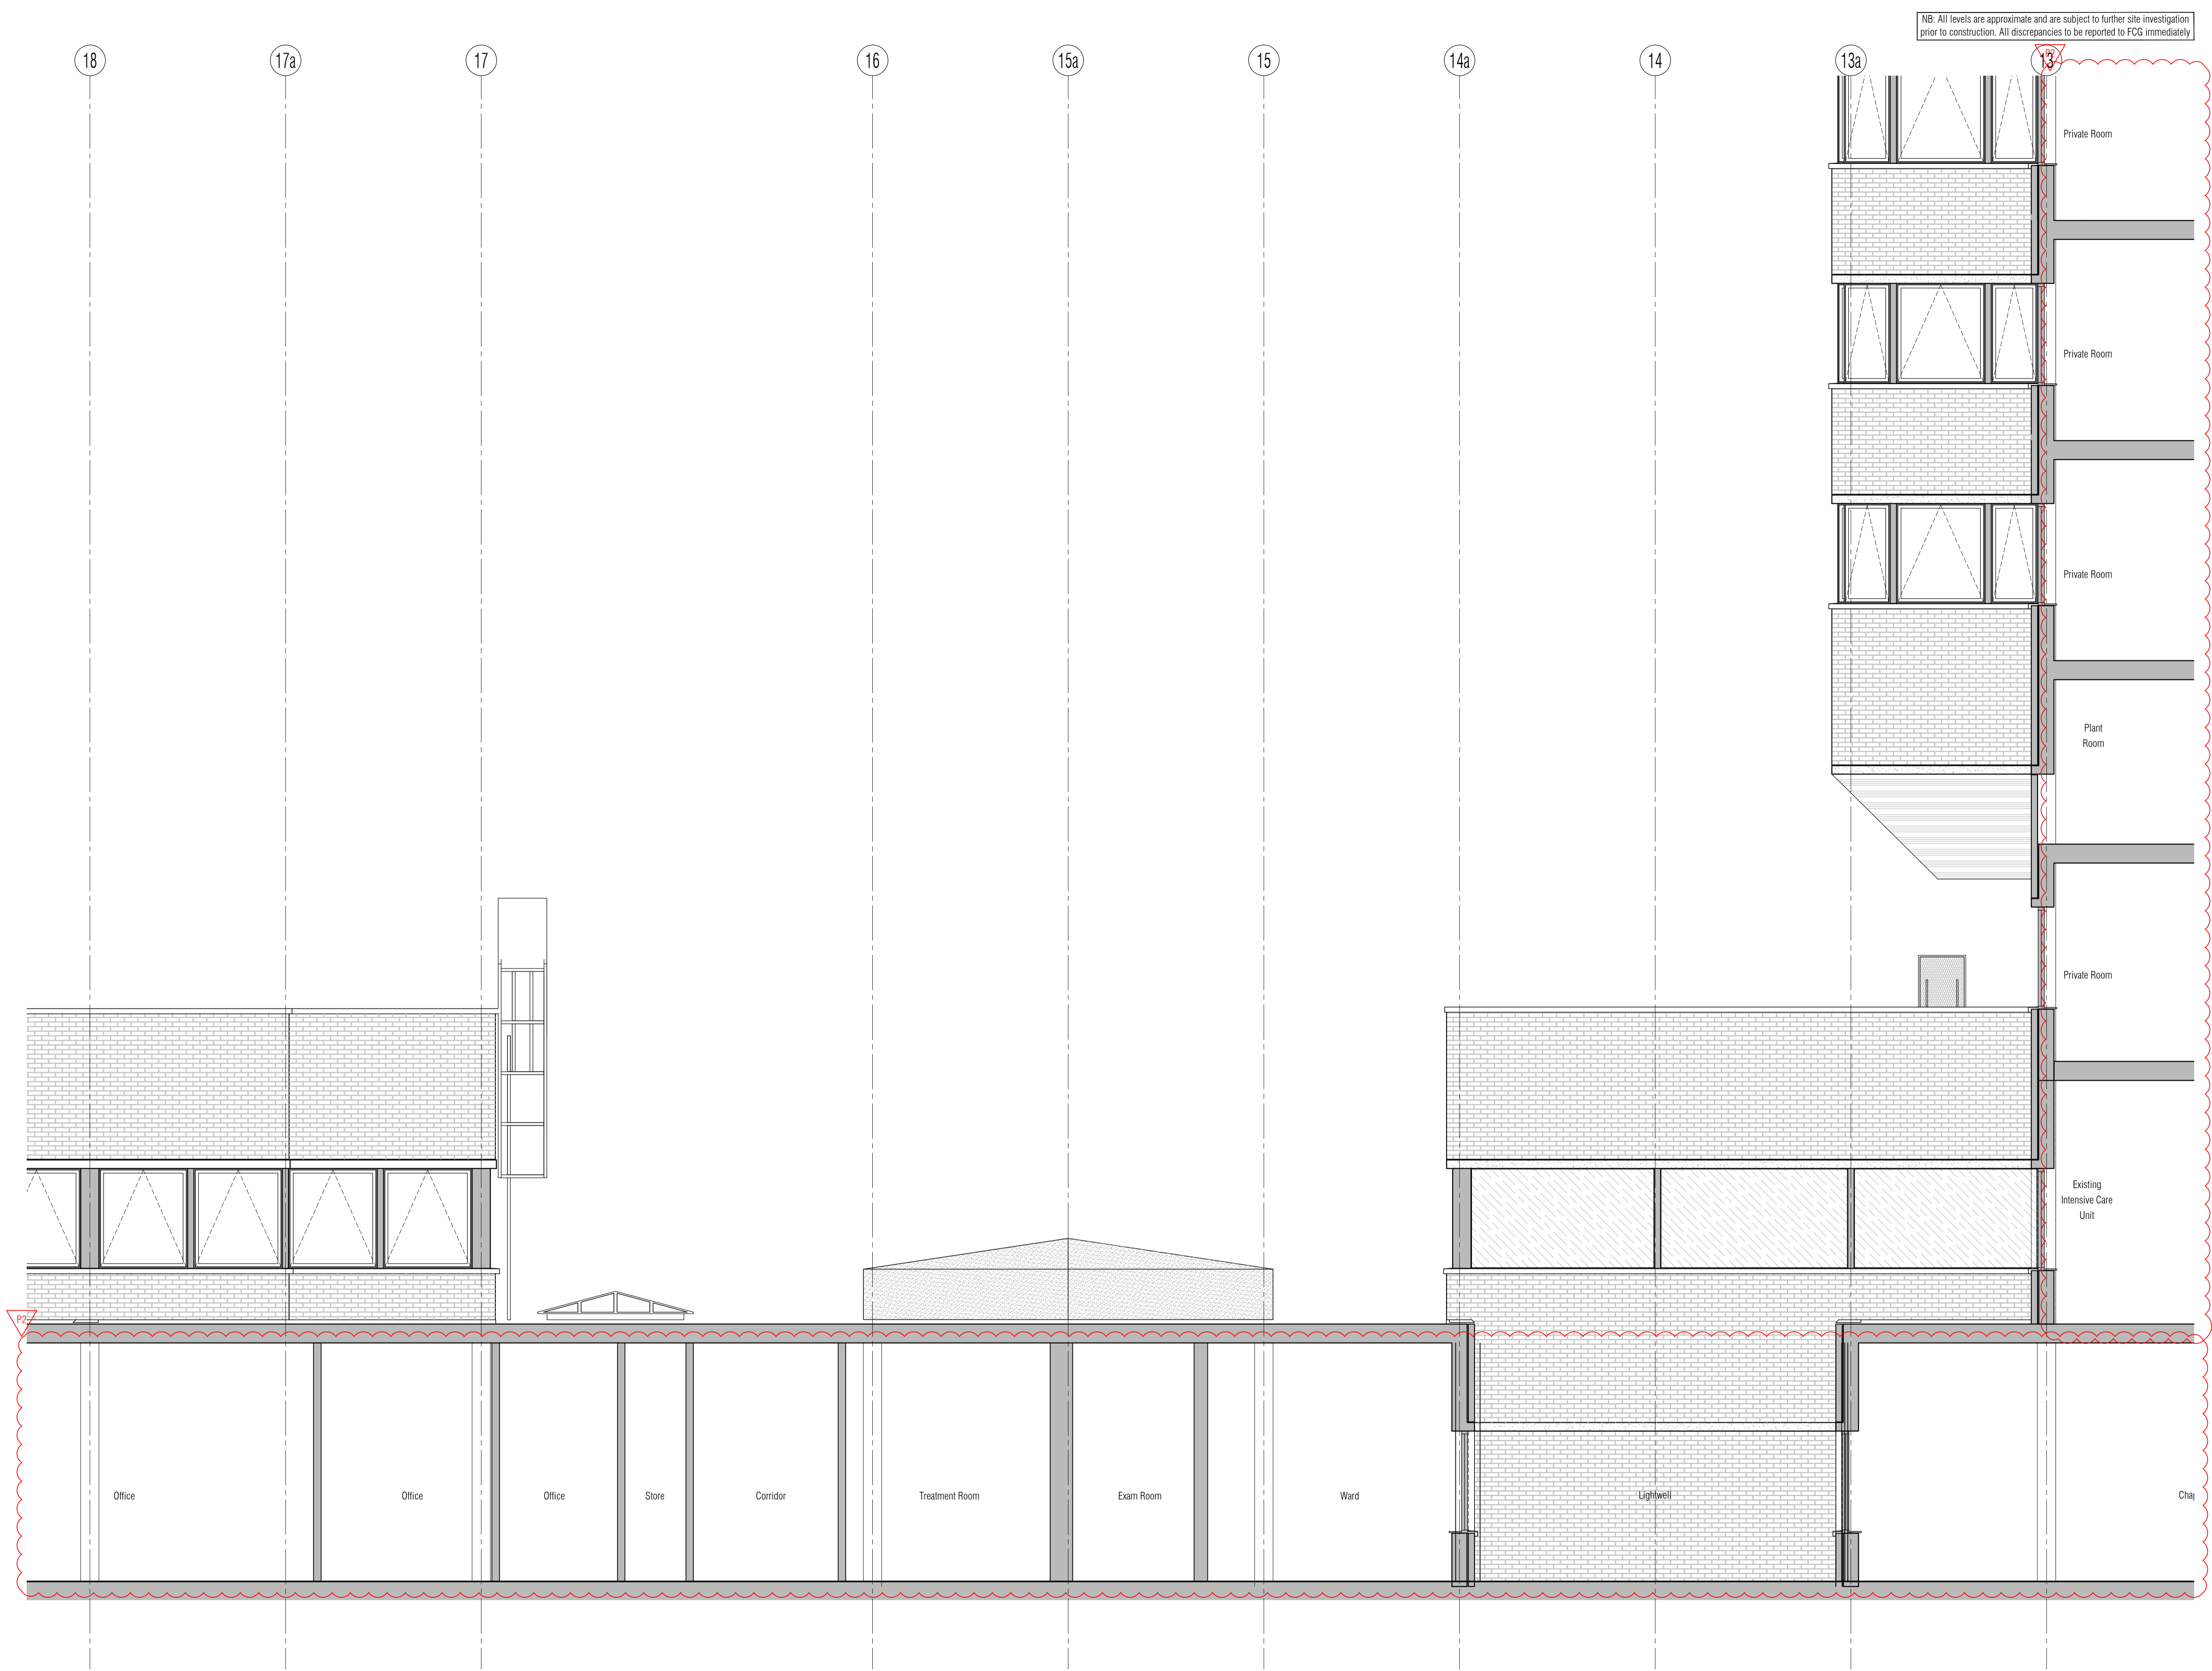 NB: All levels are approximate and are subject to further site investigation
prior to construction. All discrepancies to be reported to FCG immediately
18
17a
17
16
15a
15
14a
14
13a
13
P2
Private Room
Private Room
Private Room
Plant
Room
Private Room
Existing
Intensive Care
Unit
P2
Office
Office
Office
Store
Corridor
Treatment Room
Exam Room
Ward
Lightwell
Chap